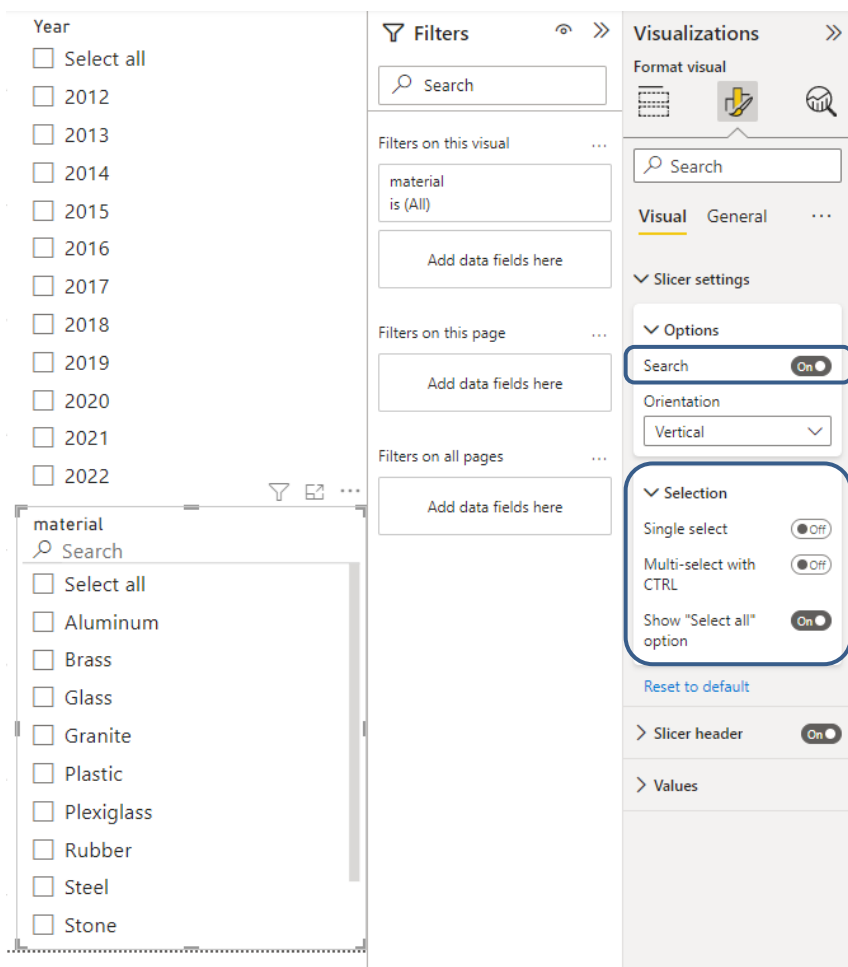 Year
Select all
2012
2013
2014
2015
2016
2017
2018
2019
2020
2021
2022
material
Search
Select all
Aluminum
Brass
Glass
Granite
Plastic
Plexiglass
Rubber
Steel
Stone
Filters
Search
Filters on this visual
material
is (All)
Add data fields here
Filters on this page
Add data fields here
Filters on all pages
Add data fields here
Visualizations
Format visual
Search
Visual General
Slicer settings
Options
Search On
Orientation
Vertical
Selection
Single select Off
Multi-select with Off
CTRL
Show "Select all" On
option
Reset to default
Slicer header On
Values